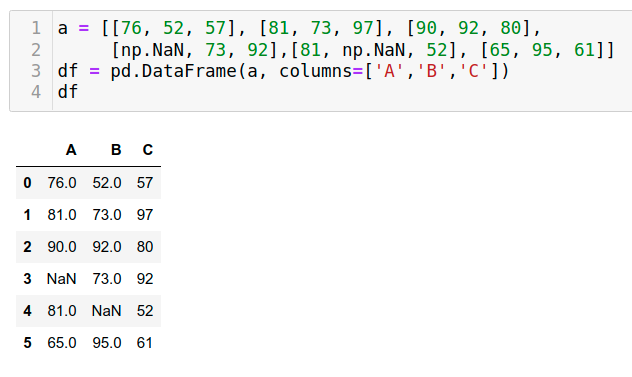 1 a = [[76, 52, 57], [81, 73, 97], [90, 92, 80],
2      [np.NaN, 73, 92],[81, np.NaN, 52], [65, 95, 61]]
3 df = pd.DataFrame(a, columns=['A','B','C'])
4 df
A B C
0 76.0 52.0 57
1 81.0 73.0 97
2 90.0 92.0 80
3 NaN 73.0 92
4 81.0 NaN 52
5 65.0 95.0 61